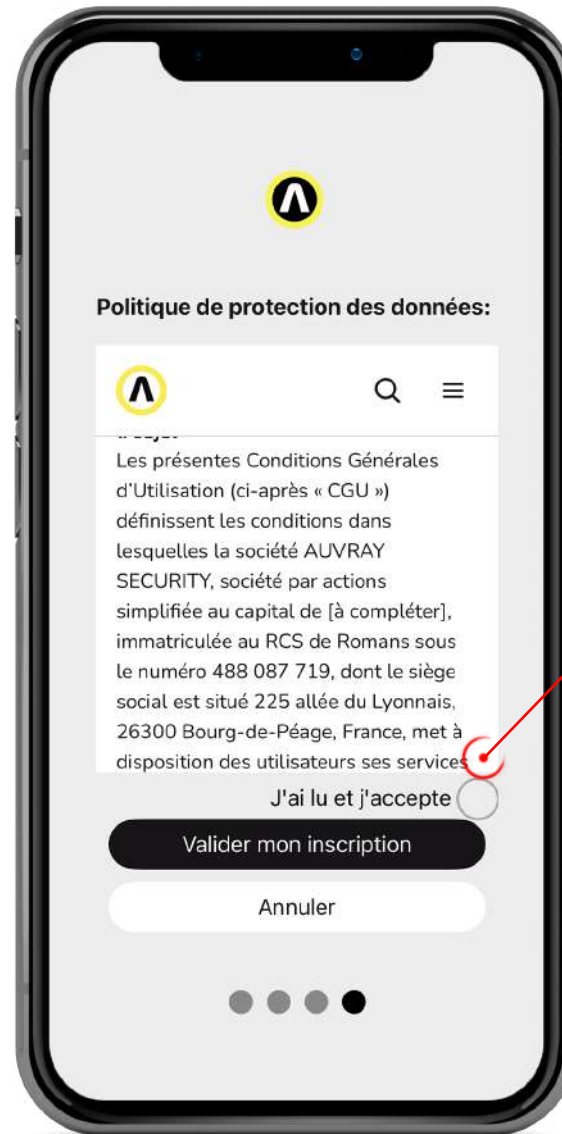 Politique de protection des données:
Les présentes Conditions Générales
d'Utilisation (ci-après « CGU »)
définissent les conditions dans
lesquelles la société AUVRAY
SECURITY, société par actions
simplifiée au capital de [à compléter],
immatriculée au RCS de Romans sous
le numéro 488 087 719, dont le siège
social est situé 225 allée du Lyonnais,
26300 Bourg-de-Péage, France, met à
disposition des utilisateurs ses services
J'ai lu et j'accepte
Valider mon inscription
Annuler